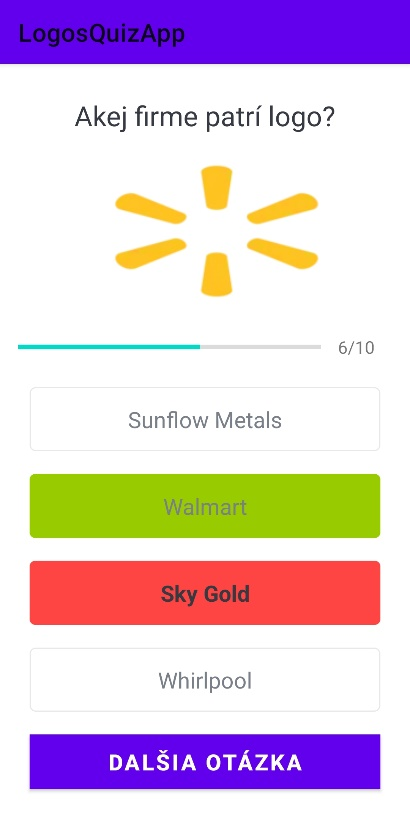 LogosQuizApp
Akej firme patrí logo?
6/10
Sunflow Metals
Walmart
Sky Gold
Whirlpool
DALŠIA OTÁZKA